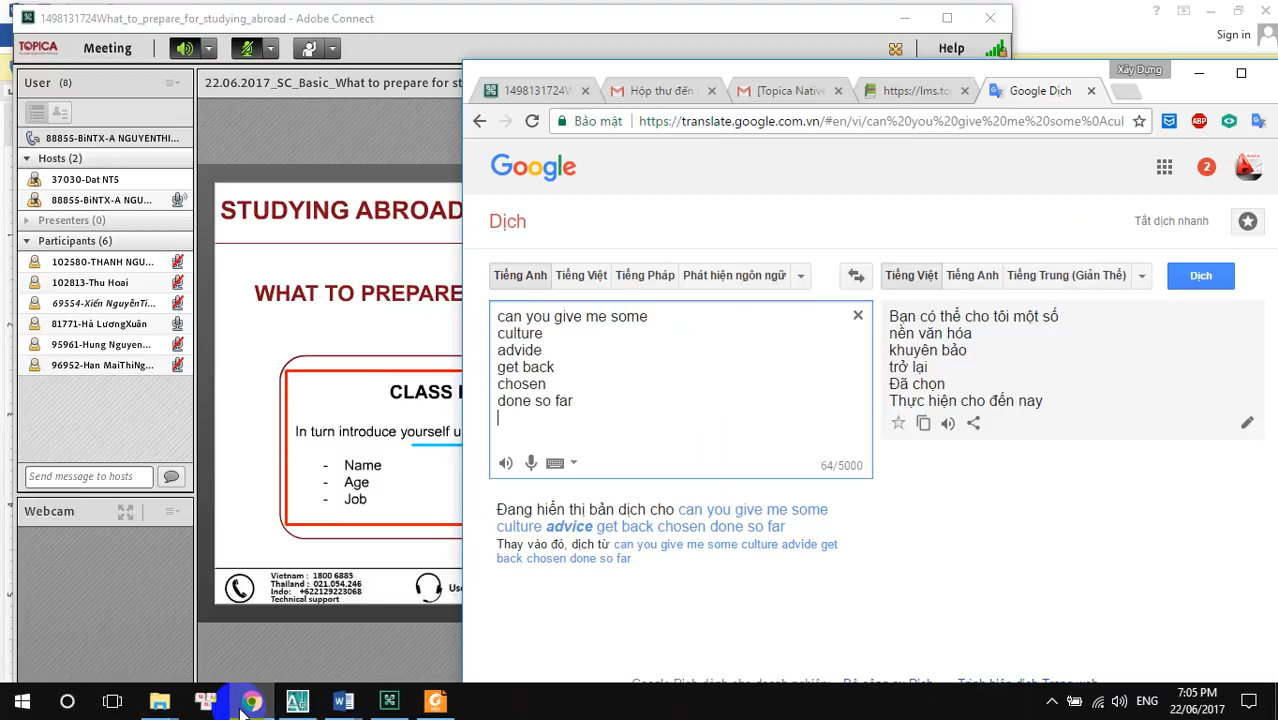 1498131724What_to_prepare_for_studying_abroad - Adobe Connect
Sign in
TOPICA
Meeting
Help
Xây Dựng
User (8)
22.06.2017_SC_Basic_What to prepare for st
1498131724W
Hộp thư đến
[Topica Native
https://lms.top
Google Dịch
Bảo mật
https://translate.google.com.vn/#en/vi/can%20you%20give%20me%20some%0Acul
ABP
88855-BiNTX-A NGUYENTHI...
Hosts (2)
37030-Dat NT5
88855-BiNTX-A NGU...
Presenters (0)
Participants (6)
102580-THANH NGU...
102813-Thu Hoai
69554-Xiến NguyễnTi...
81771-Hà LươngXuân
95961-Hung Nguyen...
96952-Han MaiThiNg...
Google
2
STUDYING ABROAD
Dịch
Tắt dịch nhanh
WHAT TO PREPARE
Tiếng Anh
Tiếng Việt
Tiếng Pháp
Phát hiện ngôn ngữ
Tiếng Việt
Tiếng Anh
Tiếng Trung (Giản Thể)
Dịch
can you give me some
culture
advide
get back
chosen
done so far
64/5000
Bạn có thể cho tôi một số
nền văn hóa
khuyên bảo
trở lại
Đã chọn
Thực hiện cho đến nay
In turn introduce yourself u
- Name
- Age
- Job
Send message to hosts
Webcam
Đang hiển thị bản dịch cho can you give me some
culture advice get back chosen done so far
Thay vào đó, dịch từ can you give me some culture advide get
back chosen done so far
Vietnam : 1800 6885
Thailand : 021.054.246
Indo: +622129223068
Technical support
Use
ENG
7:05 PM
22/06/2017